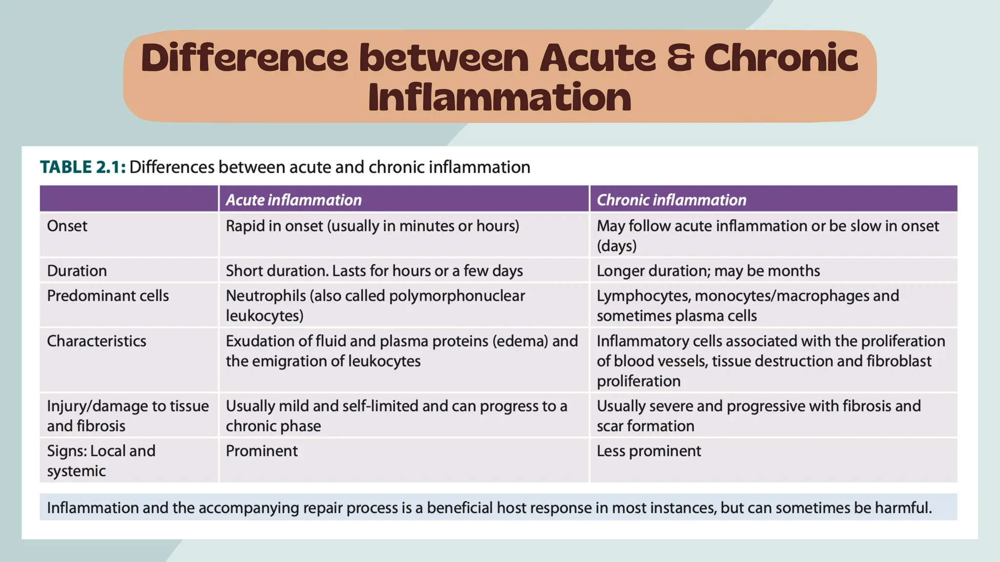 Difference between Acute & Chronic
Inflammation
TABLE 2.1: Differences between acute and chronic inflammation
Acute inflammation
Chronic inflammation
Onset
Rapid in onset (usually in minutes or hours)
May follow acute inflammation or be slow in onset
(days)
Duration
Short duration. Lasts for hours or a few days
Longer duration; may be months
Predominant cells
Neutrophils (also called polymorphonuclear
leukocytes)
Lymphocytes, monocytes/macrophages and
sometimes plasma cells
Characteristics
Exudation of fluid and plasma proteins (edema) and
the emigration of leukocytes
Inflammatory cells associated with the proliferation
of blood vessels, tissue destruction and fibroblast
proliferation
Injury/damage to tissue
and fibrosis
Usually mild and self-limited and can progress to a
chronic phase
Usually severe and progressive with fibrosis and
scar formation
Signs: Local and
systemic
Prominent
Less prominent
Inflammation and the accompanying repair process is a beneficial host response in most instances, but can sometimes be harmful.